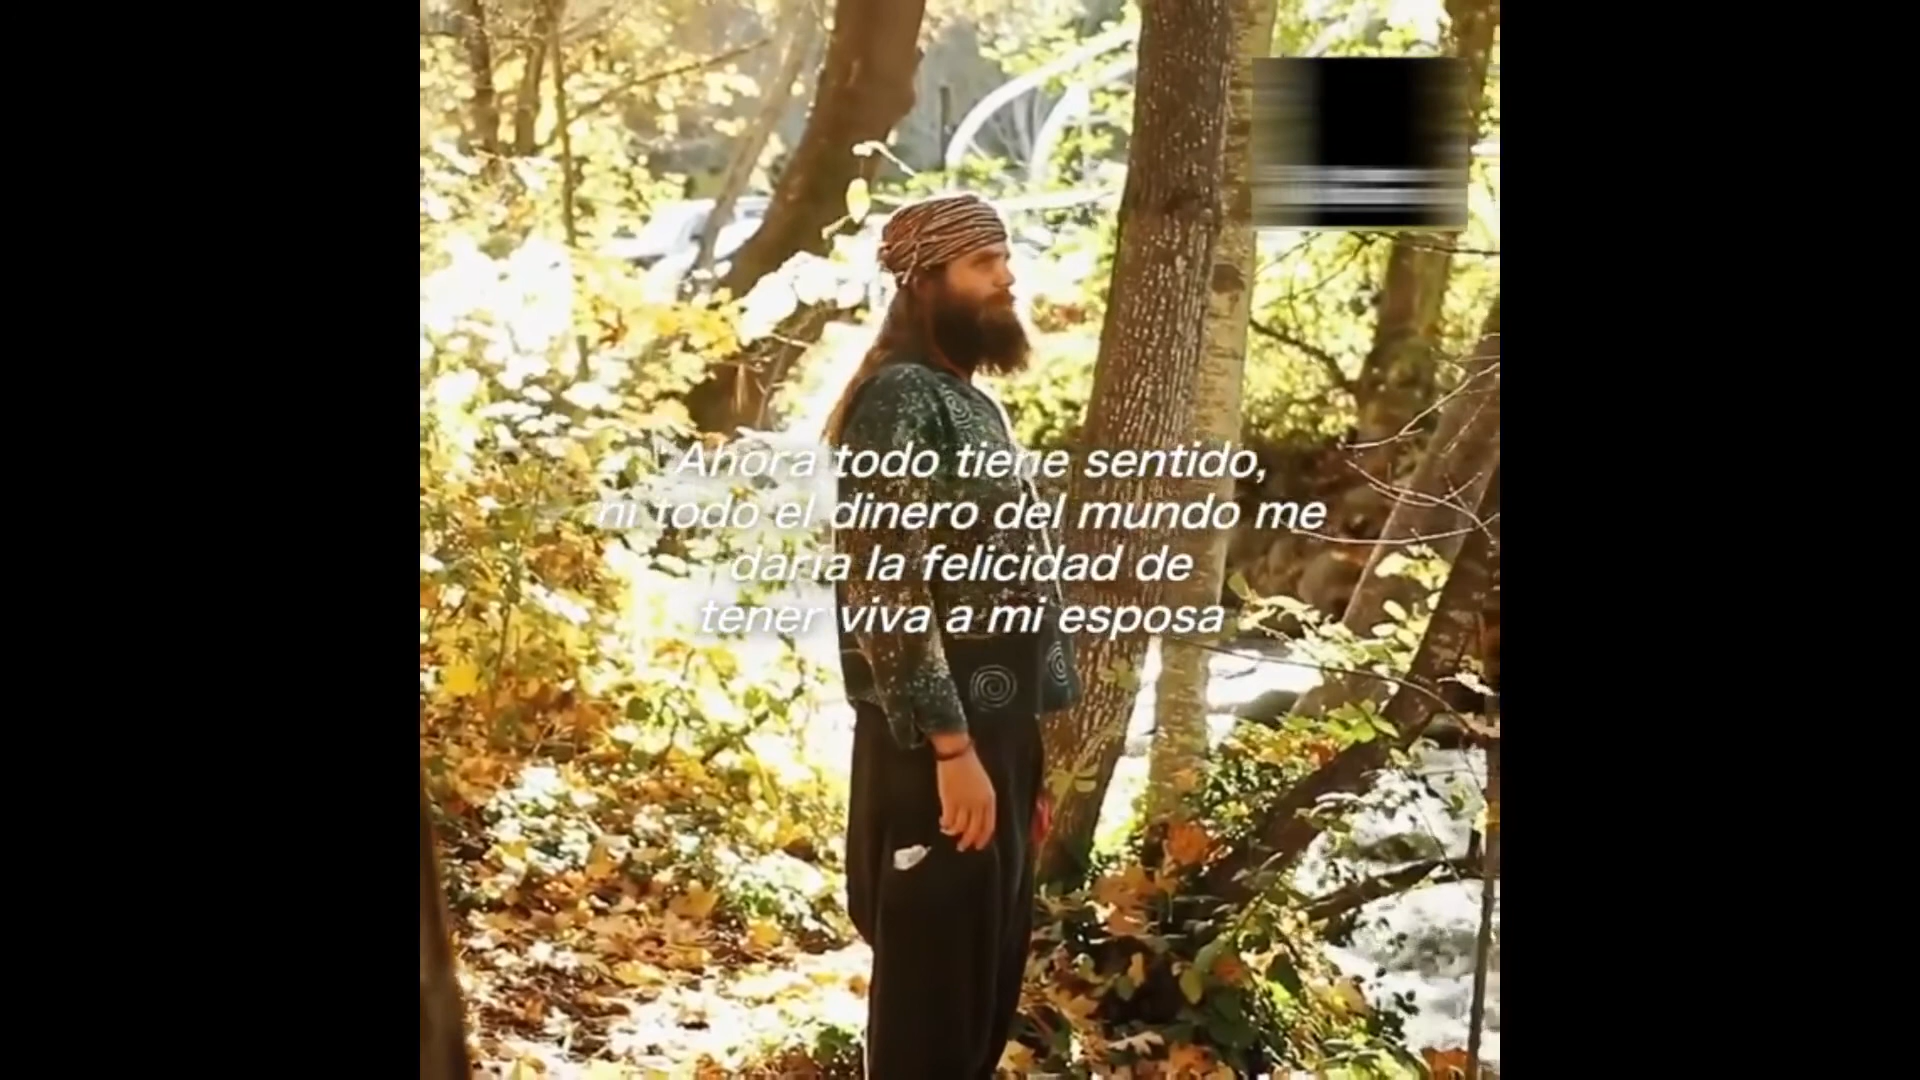 Ahora todo tiene sentido,
ni todo el dinero del mundo me
daría la felicidad de
tener viva a mi esposa